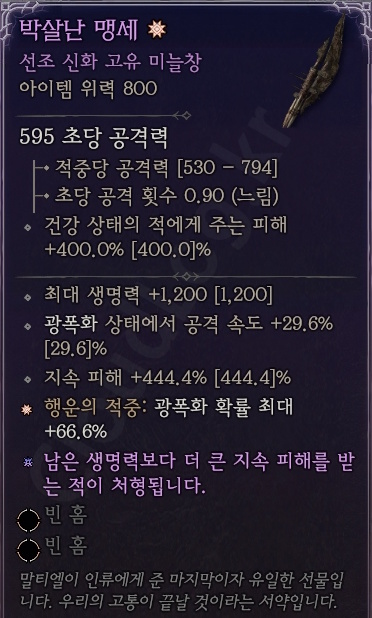 박살난 맹세
선조 신화 고유 미늘창
아이템 위력 800
595 초당 공격력
적중당 공격력 [530 - 794]
초당 공격 횟수 0.90 (느림)
건강 상태의 적에게 주는 피해
+400.0% [400.0]%
최대 생명력 +1,200 [1,200]
광폭화 상태에서 공격 속도 +29.6%
[29.6]%
지속 피해 +444.4% [444.4]%
행운의 적중: 광폭화 확률 최대
+66.6%
남은 생명력보다 더 큰 지속 피해를 받
는 적이 처형됩니다.
빈 홈
빈 홈
말티엘이 인류에게 준 마지막이자 유일한 선물입
니다. 우리의 고통이 끝날 것이라는 서약입니다.